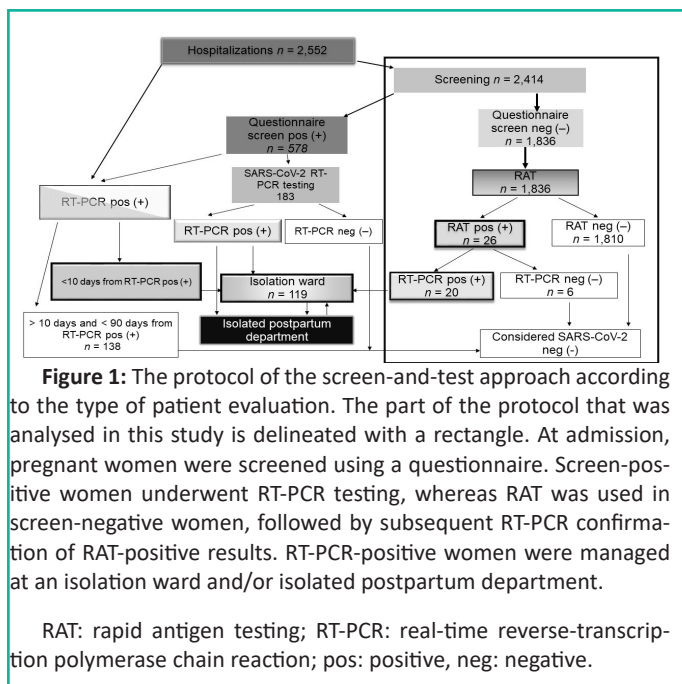 Hospitalizations n = 2,552
Screening n = 2,414
Questionnaire
screen pos (+)
n = 578
Questionnaire
screen neg (–)
n = 1,836
SARS-CoV-2 RT-
PCR testing
183
RAT
n = 1,836
RT-PCR pos (+)
RT-PCR pos (+)
RT-PCR neg (–)
RAT pos (+)
n = 26
RAT neg (–)
n = 1,810
<10 days from RT-PCR pos (+)
Isolation ward
n = 119
RT-PCR pos (+)
n = 20
RT-PCR neg (–)
n = 6
> 10 days and < 90 days from
RT-PCR pos (+)
n = 138
Isolated postpartum
department
Considered SARS-CoV-2
neg (-)
Figure 1: The protocol of the screen-and-test approach according
to the type of patient evaluation. The part of the protocol that was
analysed in this study is delineated with a rectangle. At admission,
pregnant women were screened using a questionnaire. Screen-pos-
itive women underwent RT-PCR testing, whereas RAT was used in
screen-negative women, followed by subsequent RT-PCR confirma-
tion of RAT-positive results. RT-PCR-positive women were managed
at an isolation ward and/or isolated postpartum department.
RAT: rapid antigen testing; RT-PCR: real-time reverse-transcrip-
tion polymerase chain reaction; pos: positive, neg: negative.